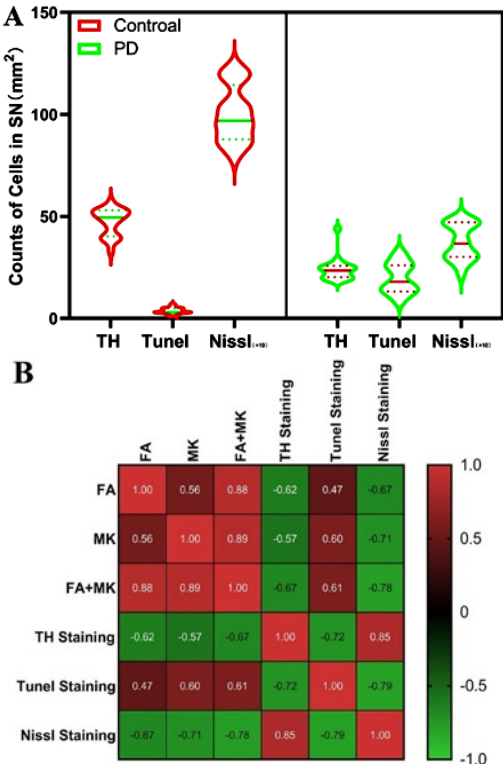 A
150
Controal
PD
100
50
0
Counts of Cells in SN(mm²)
TH Tunel Nissl(×10) TH Tunel Nissl(×10)
B
FA MK FA+MK TH Staining Tunel Staining Nissl Staining
FA 1.00 0.56 0.88 -0.62 0.47 -0.67
MK 0.56 1.00 0.89 -0.57 0.60 -0.71
FA+MK 0.88 0.89 1.00 -0.67 0.61 -0.78
TH Staining -0.62 -0.57 -0.67 1.00 -0.72 0.85
Tunel Staining 0.47 0.60 0.61 -0.72 1.00 -0.79
Nissl Staining -0.67 -0.71 -0.78 0.85 -0.79 1.00
1.0
0.5
0
-0.5
-1.0